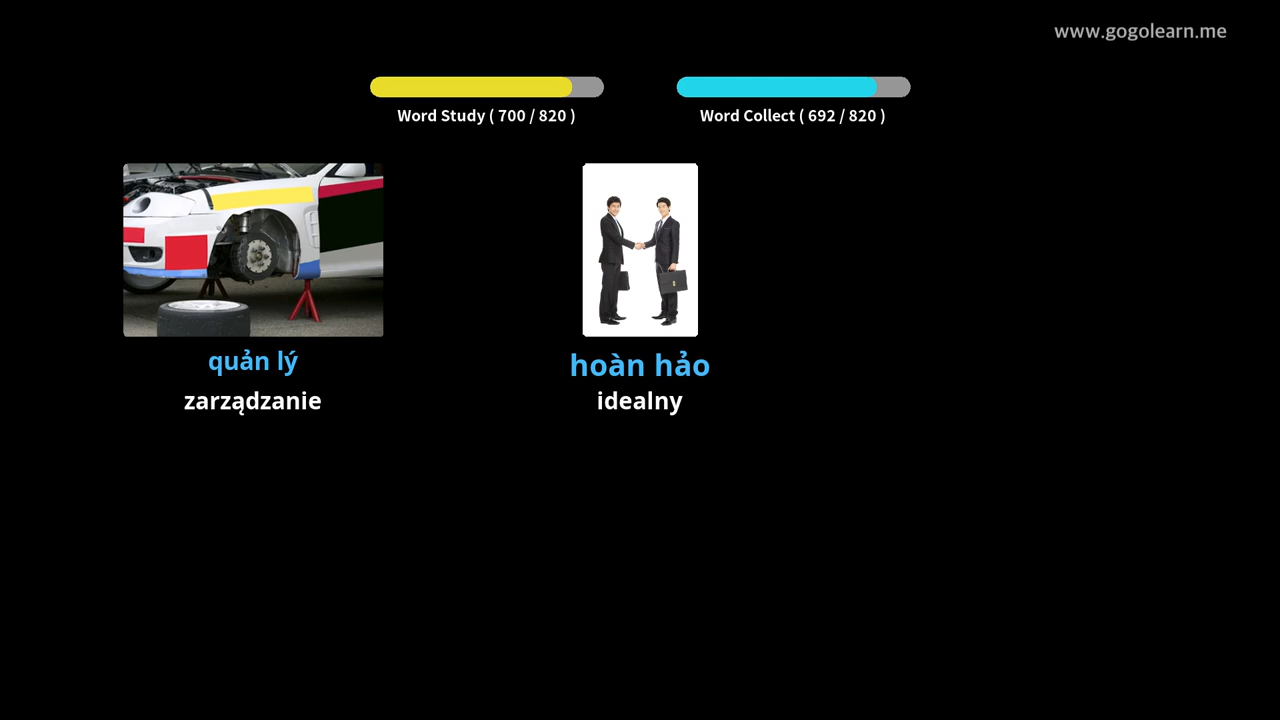 www.gogolearn.me
Word Study ( 700 / 820 )
Word Collect ( 692 / 820 )
quản lý
zarządzanie
hoàn hảo
idealny